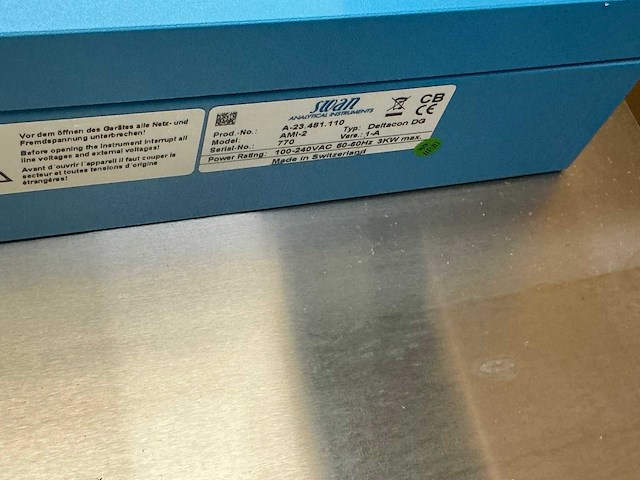 Vor dem öffnen des Gerätes alle Netz- und
Fremdspannung unterbrechen!
Before opening the instrument interrupt all
line voltages and external voltages!
Avant d'ouvrir l'appareil il faut couper le
secteur et toutes tensions d'origine
étrangères!
swan
ANALYTICAL INSTRUMENTS
CB
CE
Prod.-No.: A-23.481.110
Model: AMI-2 Typ: Deltacon DG
Serial-No.: 770 Vers.: 1-A
Power Rating: 100-240VAC 50-60Hz 3KW max.
Made in Switzerland